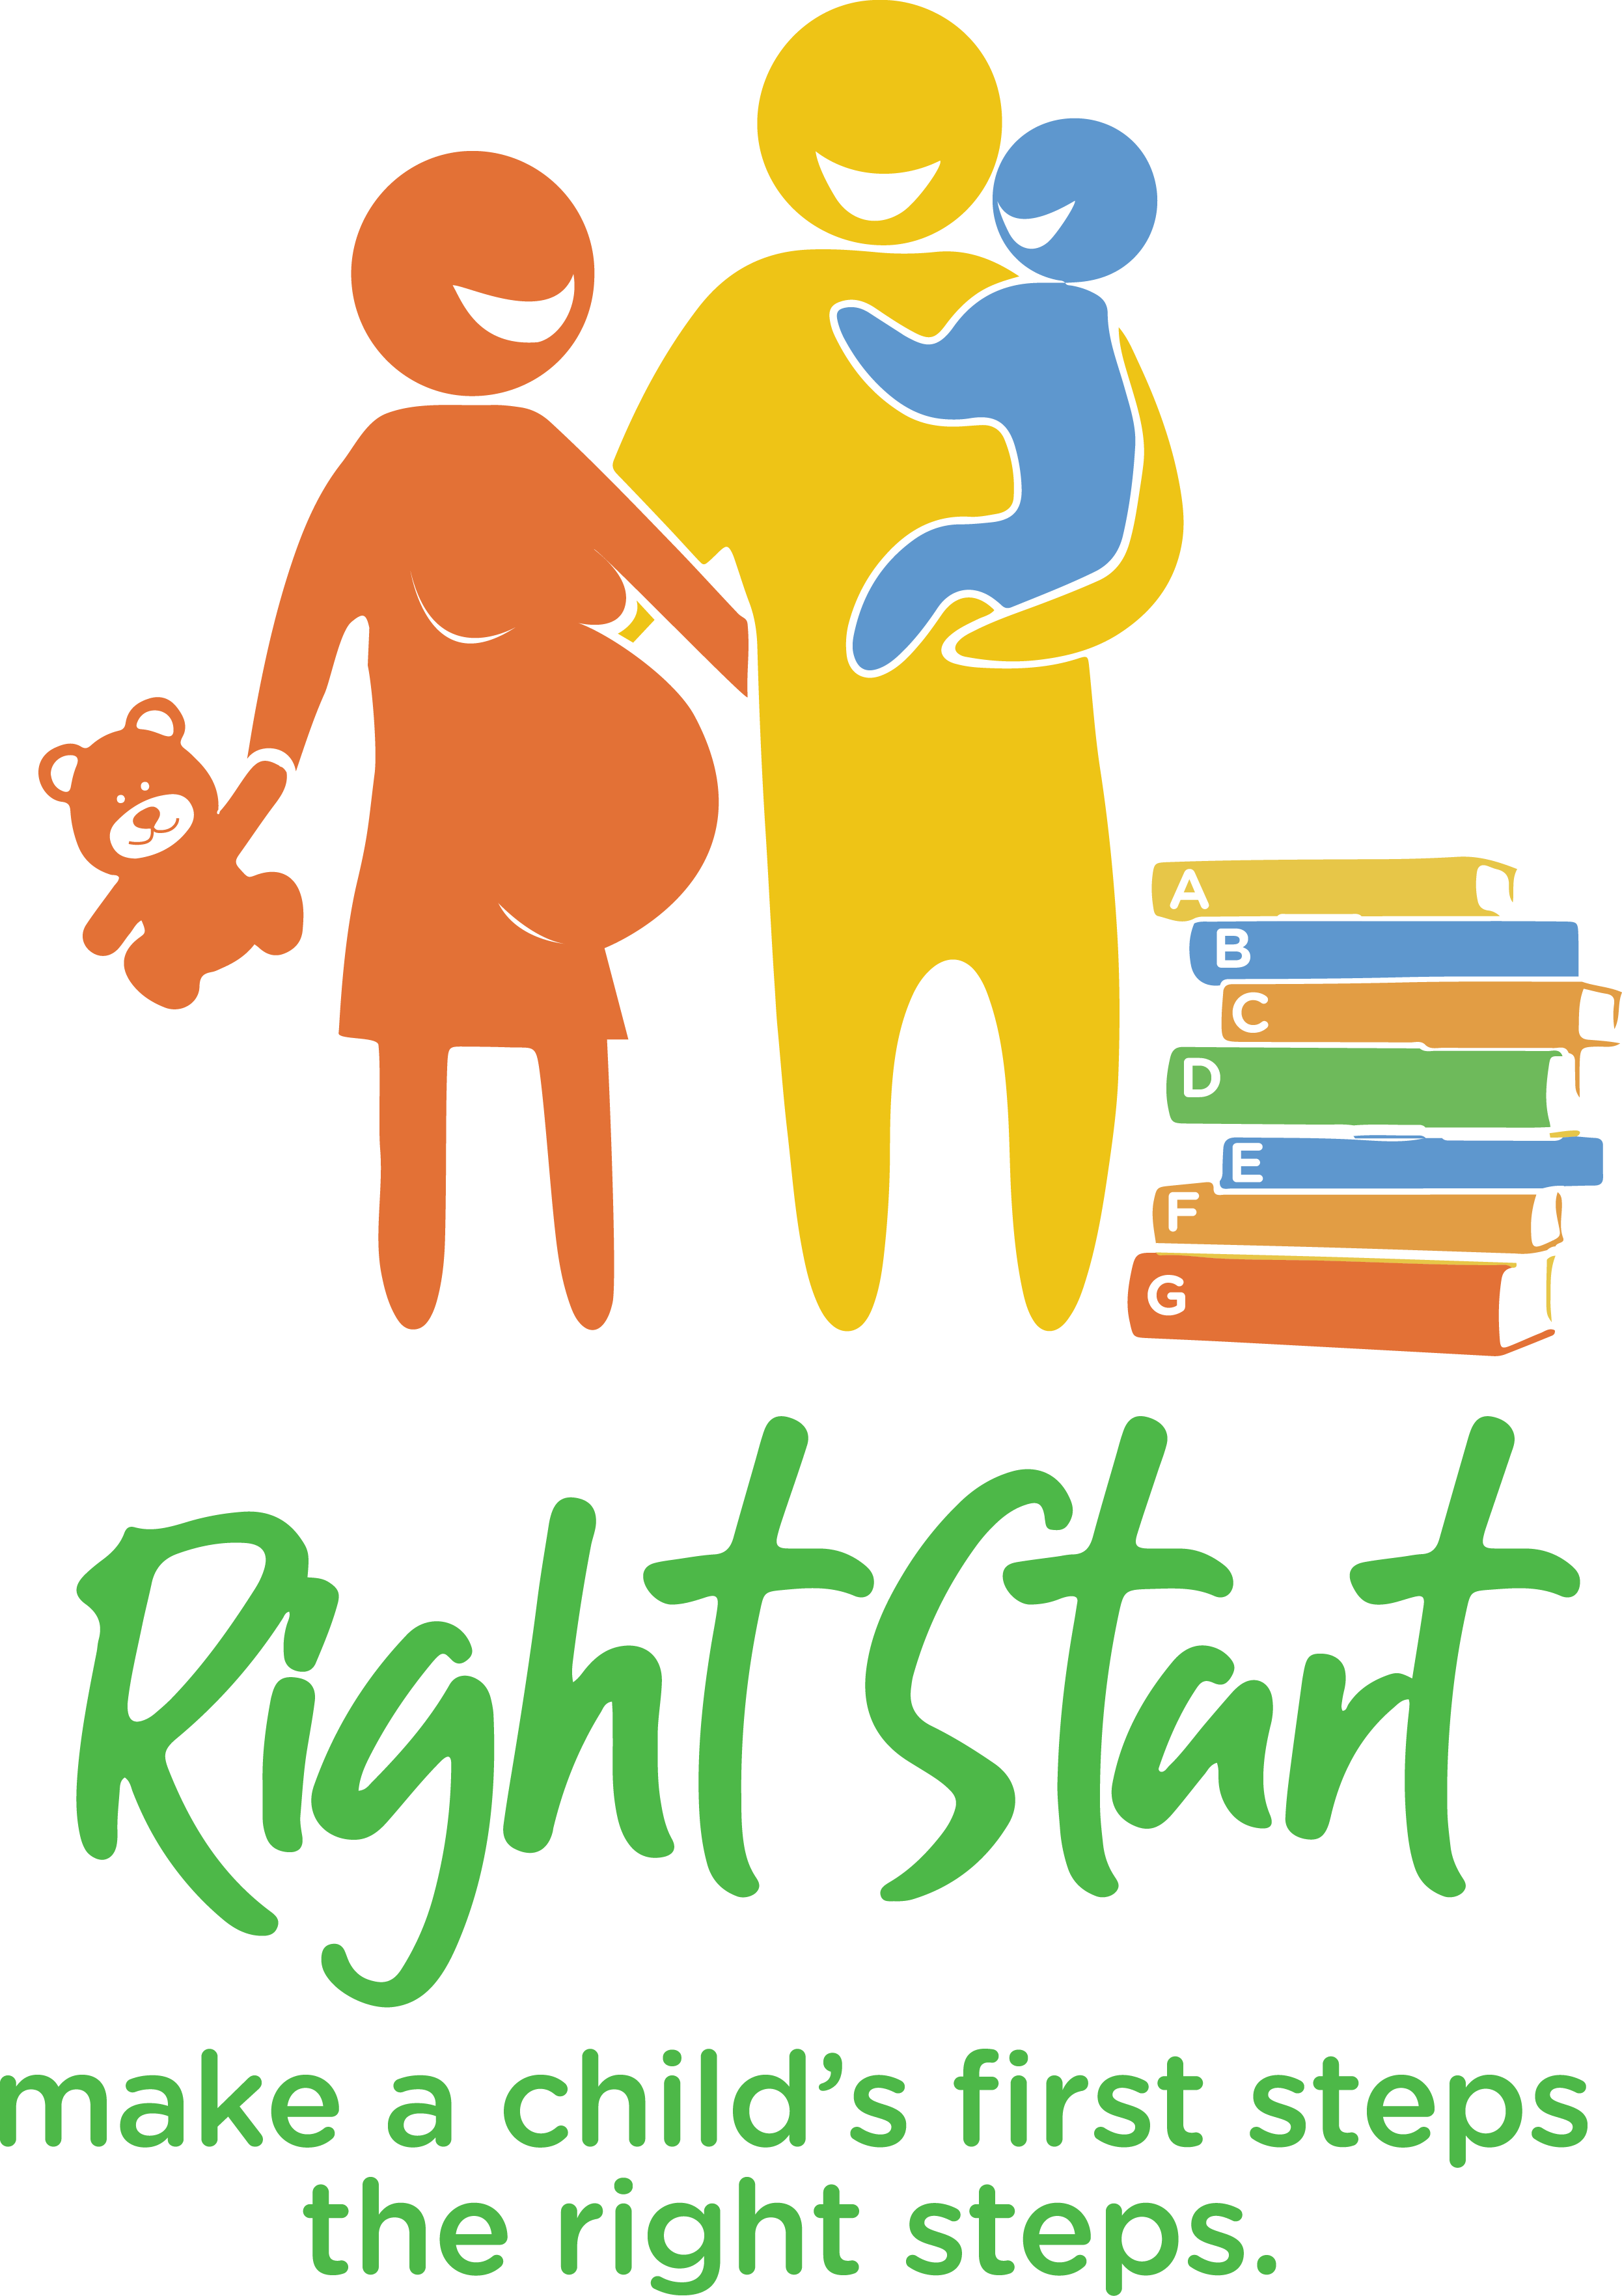 A
B
C
D
E
F
G
Right Start
make a child's first steps
the right steps.